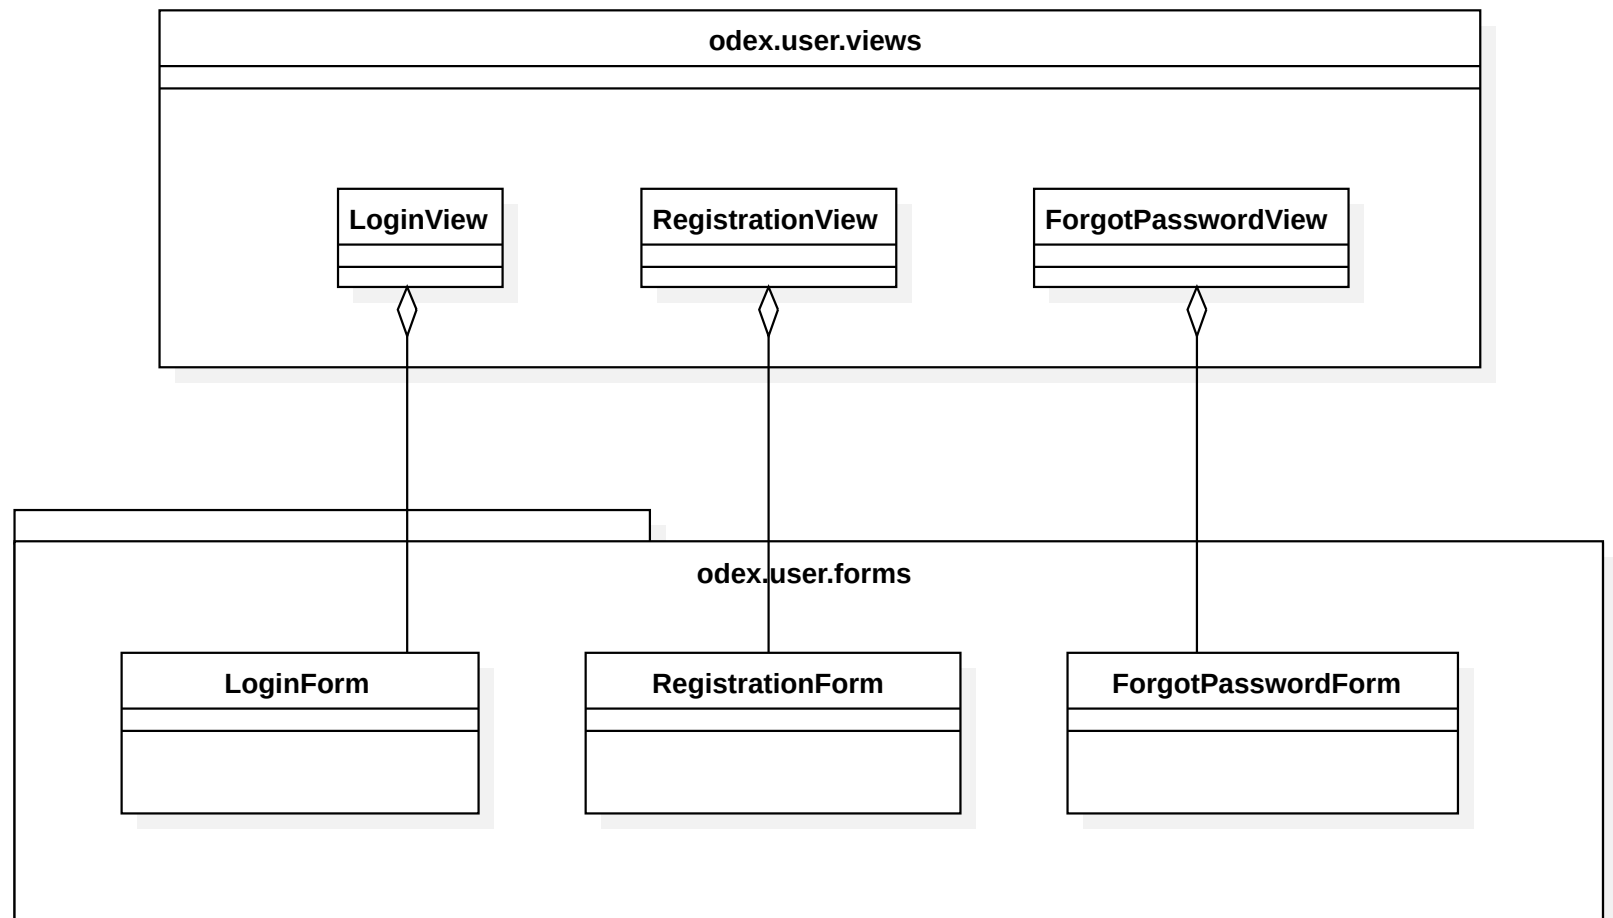 odex.user.views
LoginView
RegistrationView
ForgotPasswordView
odex.user.forms
LoginForm
RegistrationForm
ForgotPasswordForm